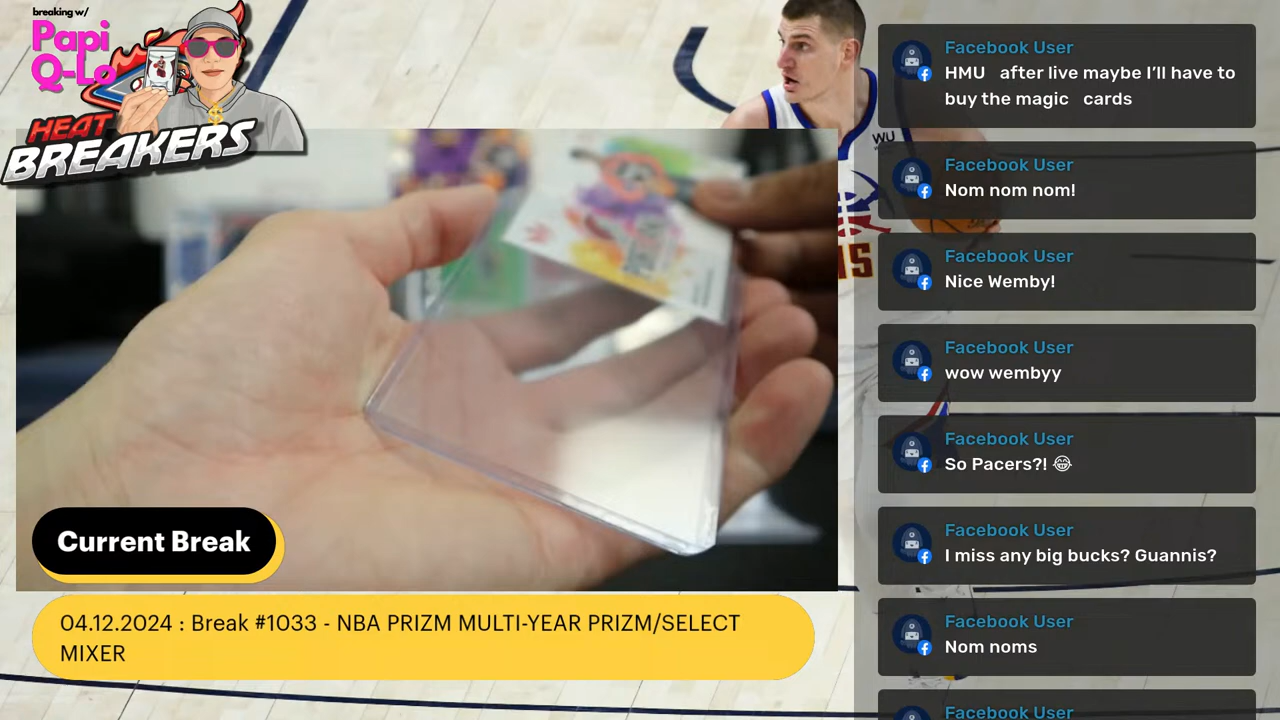 breaking w/
Papi
Q-Lo
HEAT
BREAKERS
WU
Current Break
04.12.2024 : Break #1033 - NBA PRIZM MULTI-YEAR PRIZM/SELECT
MIXER
Facebook User
HMU   after live maybe I’ll have to
buy the magic   cards
Facebook User
Nom nom nom!
Facebook User
Nice Wemby!
Facebook User
wow wembyy
Facebook User
So Pacers?! 😂
Facebook User
I miss any big bucks? Guannis?
Facebook User
Nom noms
Facebook User